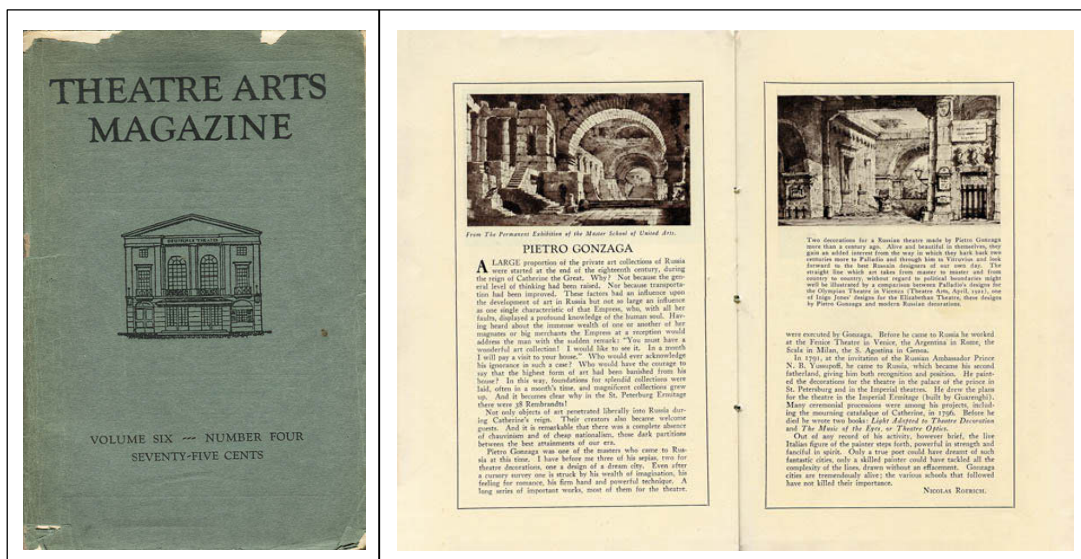 THEATRE ARTS
MAGAZINE
VOLUME SIX --- NUMBER FOUR
SEVENTY-FIVE CENTS
From The Permanent Exhibition of the Master School of United Arts.
PIETRO GONZAGA
A LARGE proportion of the private art collections of Russia
were started at the end of the eighteenth century, during
the reign of Catherine the Great. Why? Not because the gen-
eral level of thinking had been raised. Nor because transporta-
tion had been improved. These factors had an influence upon
the development of art in Russia but not so large an influence
as one single characteristic of that Empress, who, with all her
faults, displayed a profound knowledge of the human soul. Hav-
ing heard about the immense wealth of one or another of her
magnates or big merchants the Empress at a reception would
address the man with the sudden remark: "You must have a
wonderful art collection! I would like to see it. In a month
I will pay a visit to your house." Who would ever acknowledge
his ignorance in such a case? Who would have the courage to
say that the highest form of art had been banished from his
house? In this way, foundations for splendid collections were
laid, often in a month's time, and magnificent collections grew
up. And it becomes clear why in the St. Peterburg Ermitage
there were 38 Rembrandts!
Not only objects of art penetrated liberally into Russia dur-
ing Catherine's reign. Their creators also became welcome
guests. And it is remarkable that there was a complete absence
of chauvinism and of cheap nationalism, those dark partitions
between the best attainments of our era.
Pietro Gonzaga was one of the masters who came to Rus-
sia at this time. I have before me three of his sepias, two for
theatre decorations, one a design of a dream city. Even after
a cursory survey one is struck by his wealth of imagination, his
feeling for romance, his firm hand and powerful technique. A
long series of important works, most of them for the theatre,
Two decorations for a Russian theatre made by Pietro Gonzaga
more than a century ago. Alive and beautiful in themselves, they
gain an added interest from the way in which they hark back two
centuries more to Palladio and through him to Vitruvius and look
forward to the best Russian designers of our own day. The
straight line which art takes from master to master and from
country to country, without regard to political boundaries might
well be illustrated by a comparison between Palladio's designs for
the Olympian Theatre in Vicenza (Theatre Arts, April, 1921), one
of Inigo Jones' designs for the Elizabethan Theatre, these designs
by Pietro Gonzaga and modern Russian decorations.
were executed by Gonzaga. Before he came to Russia he worked
at the Fenice Theatre in Venice, the Argentina in Rome, the
Scala in Milan, the S. Agostina in Genoa.
In 1791, at the invitation of the Russian Ambassador Prince
N. B. Yussupoff, he came to Russia, which became his second
fatherland, giving him both recognition and position. He paint-
ed the decorations for the theatre in the palace of the prince in
St. Petersburg and in the Imperial theatres. He drew the plans
for the theatre in the Imperial Ermitage (built by Guarenghi).
Many ceremonial processions were among his projects, includ-
ing the mourning catafalque of Catherine, in 1796. Before he
died he wrote two books: Light Adapted to Theatre Decoration
and The Music of the Eyes, or Theatre Optics.
Out of any record of his activity, however brief, the live
Italian figure of the painter steps forth, powerful in strength and
fanciful in spirit. Only a true poet could have dreamt of such
fantastic cities, only a skilled painter could have tackled all the
complexity of the lines, drawn without an effacement. Gonzaga
cities are tremendously alive; the various schools that followed
have not killed their importance.
NICOLAS ROERICH.